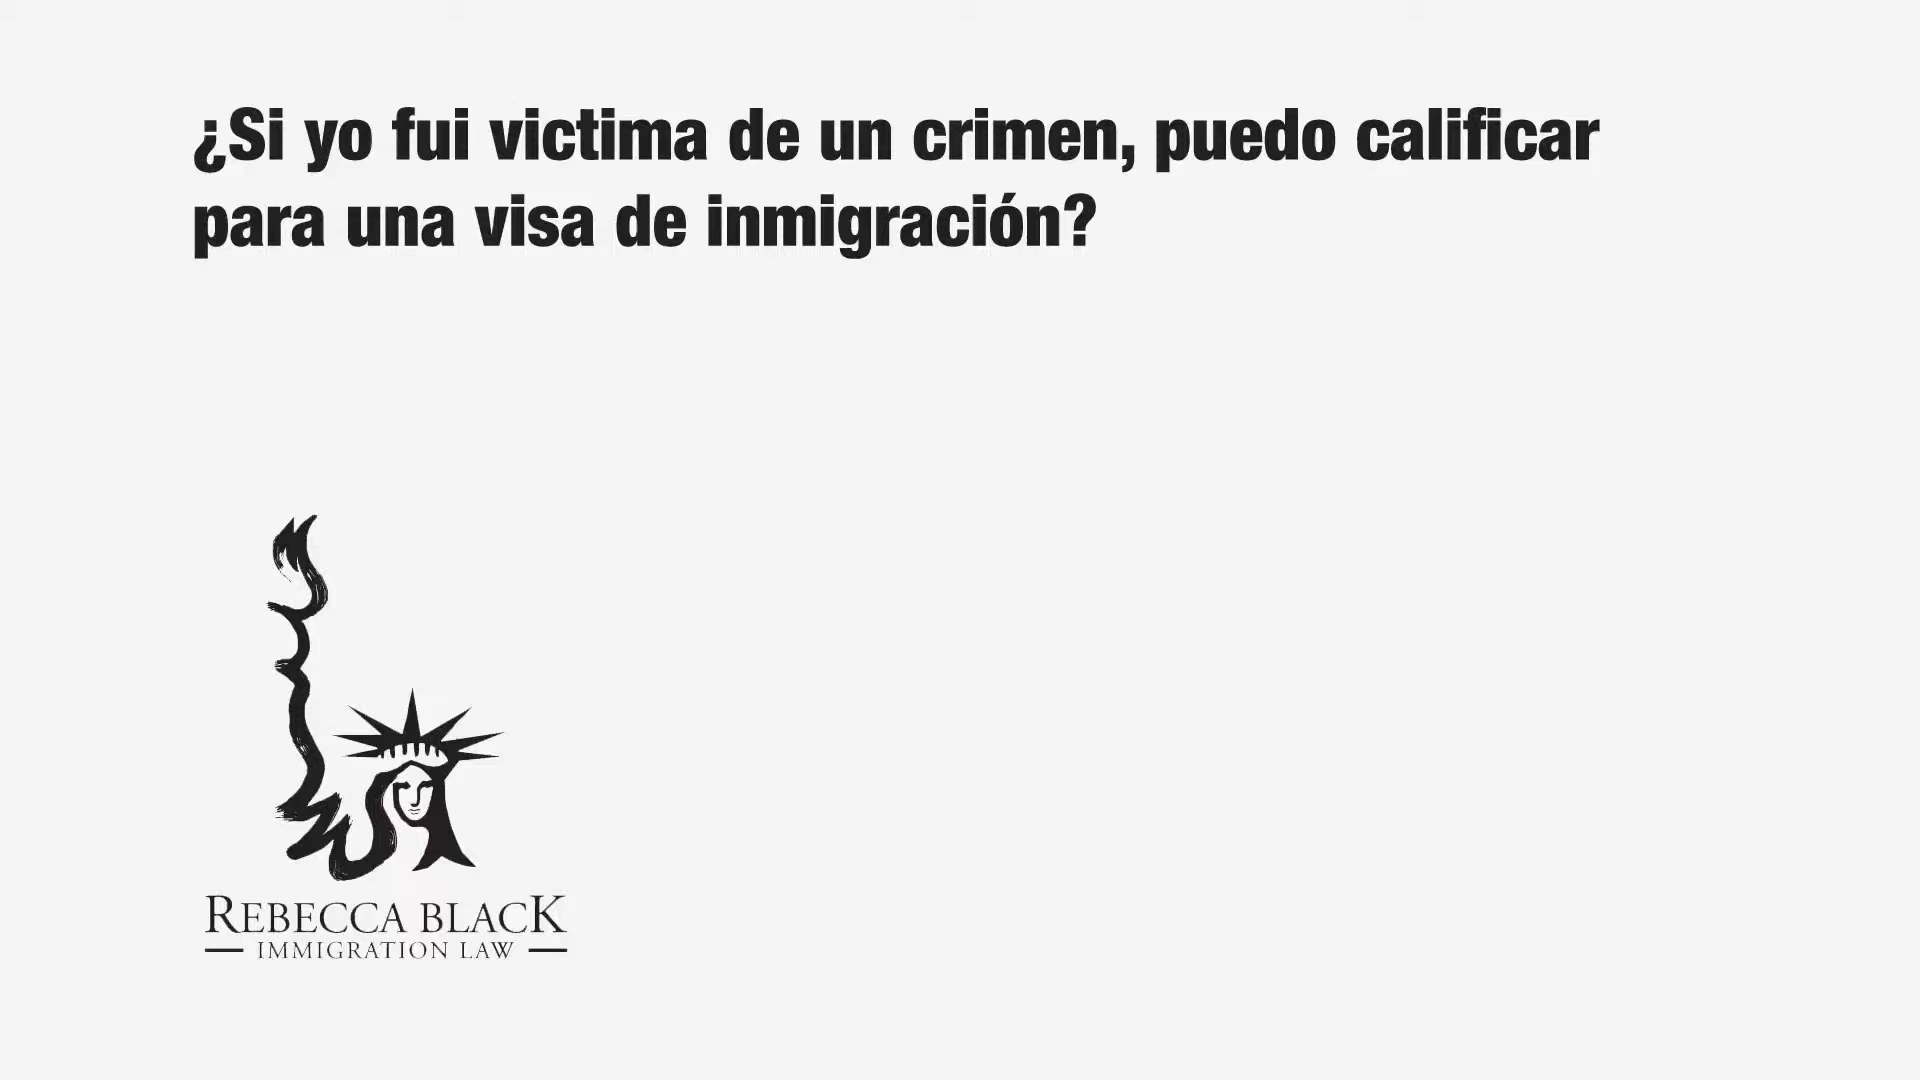 ¿Si yo fui victima de un crimen, puedo calificar
para una visa de inmigración?
REBECCA BLACK
IMMIGRATION LAW